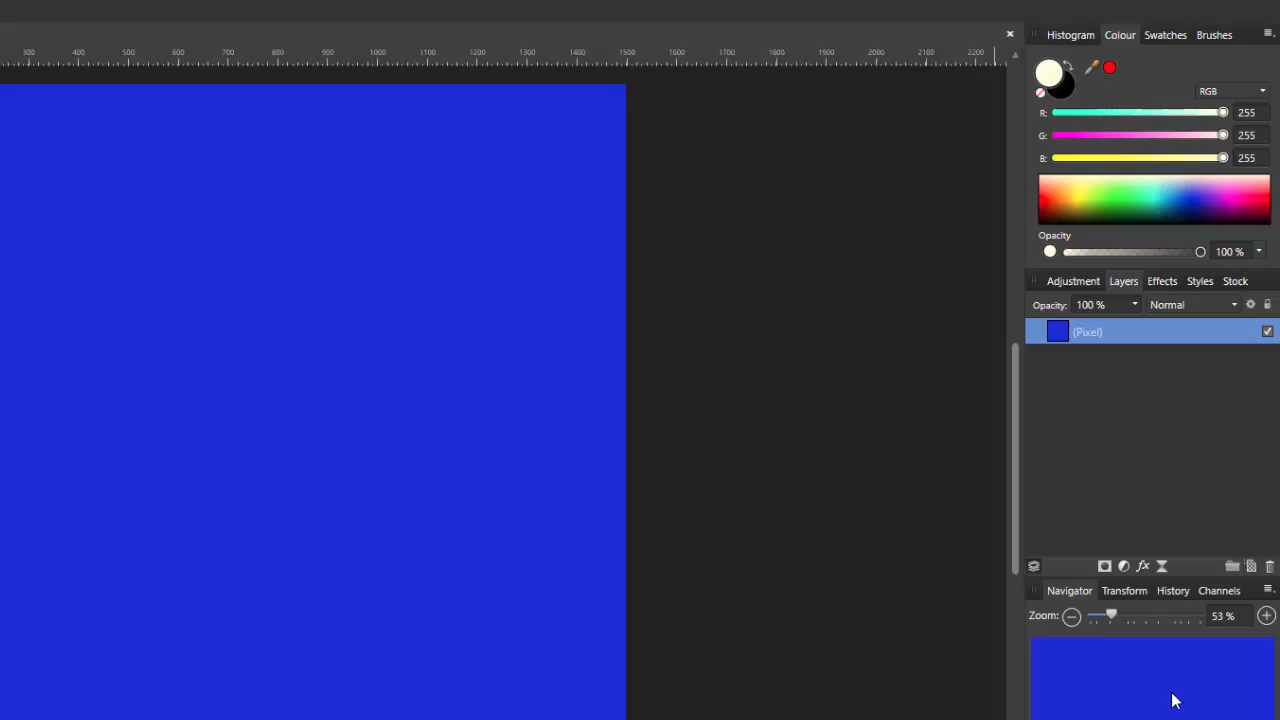 Histogram Colour Swatches Brushes
300 400 500 600 700 800 900 1000 1100 1200 1300 1400 1500 1600 1700 1800 1900 2000 2100 2200
RGB
R: 255
G: 255
B: 255
Opacity
100 %
Adjustment Layers Effects Styles Stock
Opacity: 100 % Normal
(Pixel)
fx
Navigator Transform History Channels
Zoom: 53 %